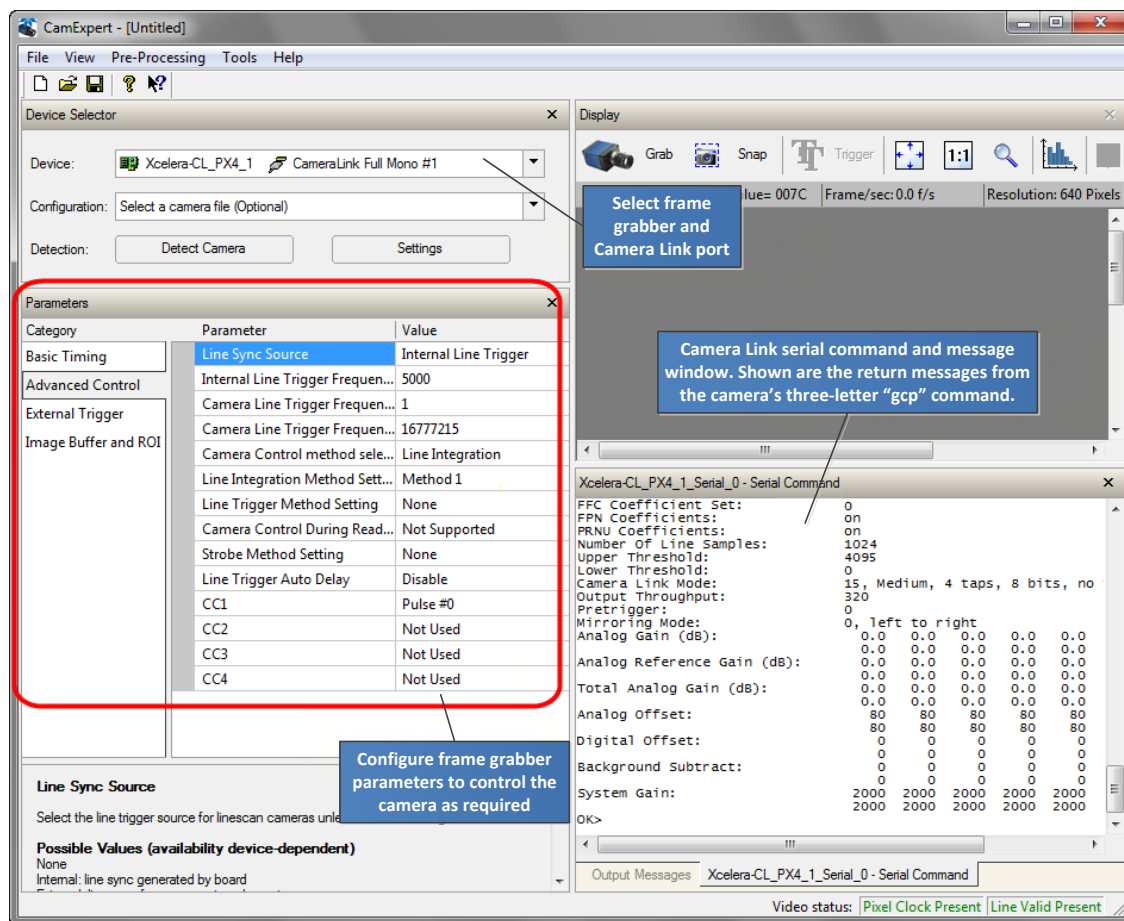 CamExpert - [Untitled]
File View Pre-Processing Tools Help
Device Selector
Device: Xcelera-CL_PX4_1 CameraLink Full Mono #1
Configuration: Select a camera file (Optional)
Detection: Detect Camera Settings
Parameters
Category Parameter Value
Basic Timing
Advanced Control
External Trigger
Image Buffer and ROI
Line Sync Source Internal Line Trigger
Internal Line Trigger Frequen... 5000
Camera Line Trigger Frequen... 1
Camera Line Trigger Frequen... 16777215
Camera Control method sele... Line Integration
Line Integration Method Sett... Method 1
Line Trigger Method Setting None
Camera Control During Read... Not Supported
Strobe Method Setting None
Line Trigger Auto Delay Disable
CC1 Pulse #0
CC2 Not Used
CC3 Not Used
CC4 Not Used
Configure frame grabber
parameters to control the
camera as required
Line Sync Source
Select the line trigger source for linescan cameras
Possible Values (availability device-dependent)
None
Internal: line sync generated by board
Display
Grab Snap Trigger 1:1
007C Frame/sec: 0.0 f/s Resolution: 640 Pixels
Select frame
grabber and
Camera Link port
Camera Link serial command and message
window. Shown are the return messages from
the camera's three-letter “gcp” command.
Xcelera-CL_PX4_1_Serial_0 - Serial Command
FFC Coefficient Set: 0
FPN Coefficients: on
PRNU Coefficients: on
Number Of Line Samples: 1024
Upper Threshold: 4095
Lower Threshold: 0
Camera Link Mode: 15, Medium, 4 taps, 8 bits, no
Output Throughput: 320
Pretrigger: 0
Mirroring Mode: 0, left to right
Analog Gain (dB): 0.0 0.0 0.0 0.0 0.0
0.0 0.0 0.0 0.0 0.0
Analog Reference Gain (dB): 0.0 0.0 0.0 0.0 0.0
0.0 0.0 0.0 0.0 0.0
Total Analog Gain (dB): 0.0 0.0 0.0 0.0 0.0
0.0 0.0 0.0 0.0 0.0
Analog Offset: 80 80 80 80 80
80 80 80 80 80
Digital Offset: 0 0 0 0 0
0 0 0 0 0
Background Subtract: 0 0 0 0 0
0 0 0 0 0
System Gain: 2000 2000 2000 2000 2000
2000 2000 2000 2000 2000
OK>
Output Messages Xcelera-CL_PX4_1_Serial_0 - Serial Command
Video status: Pixel Clock Present Line Valid Present